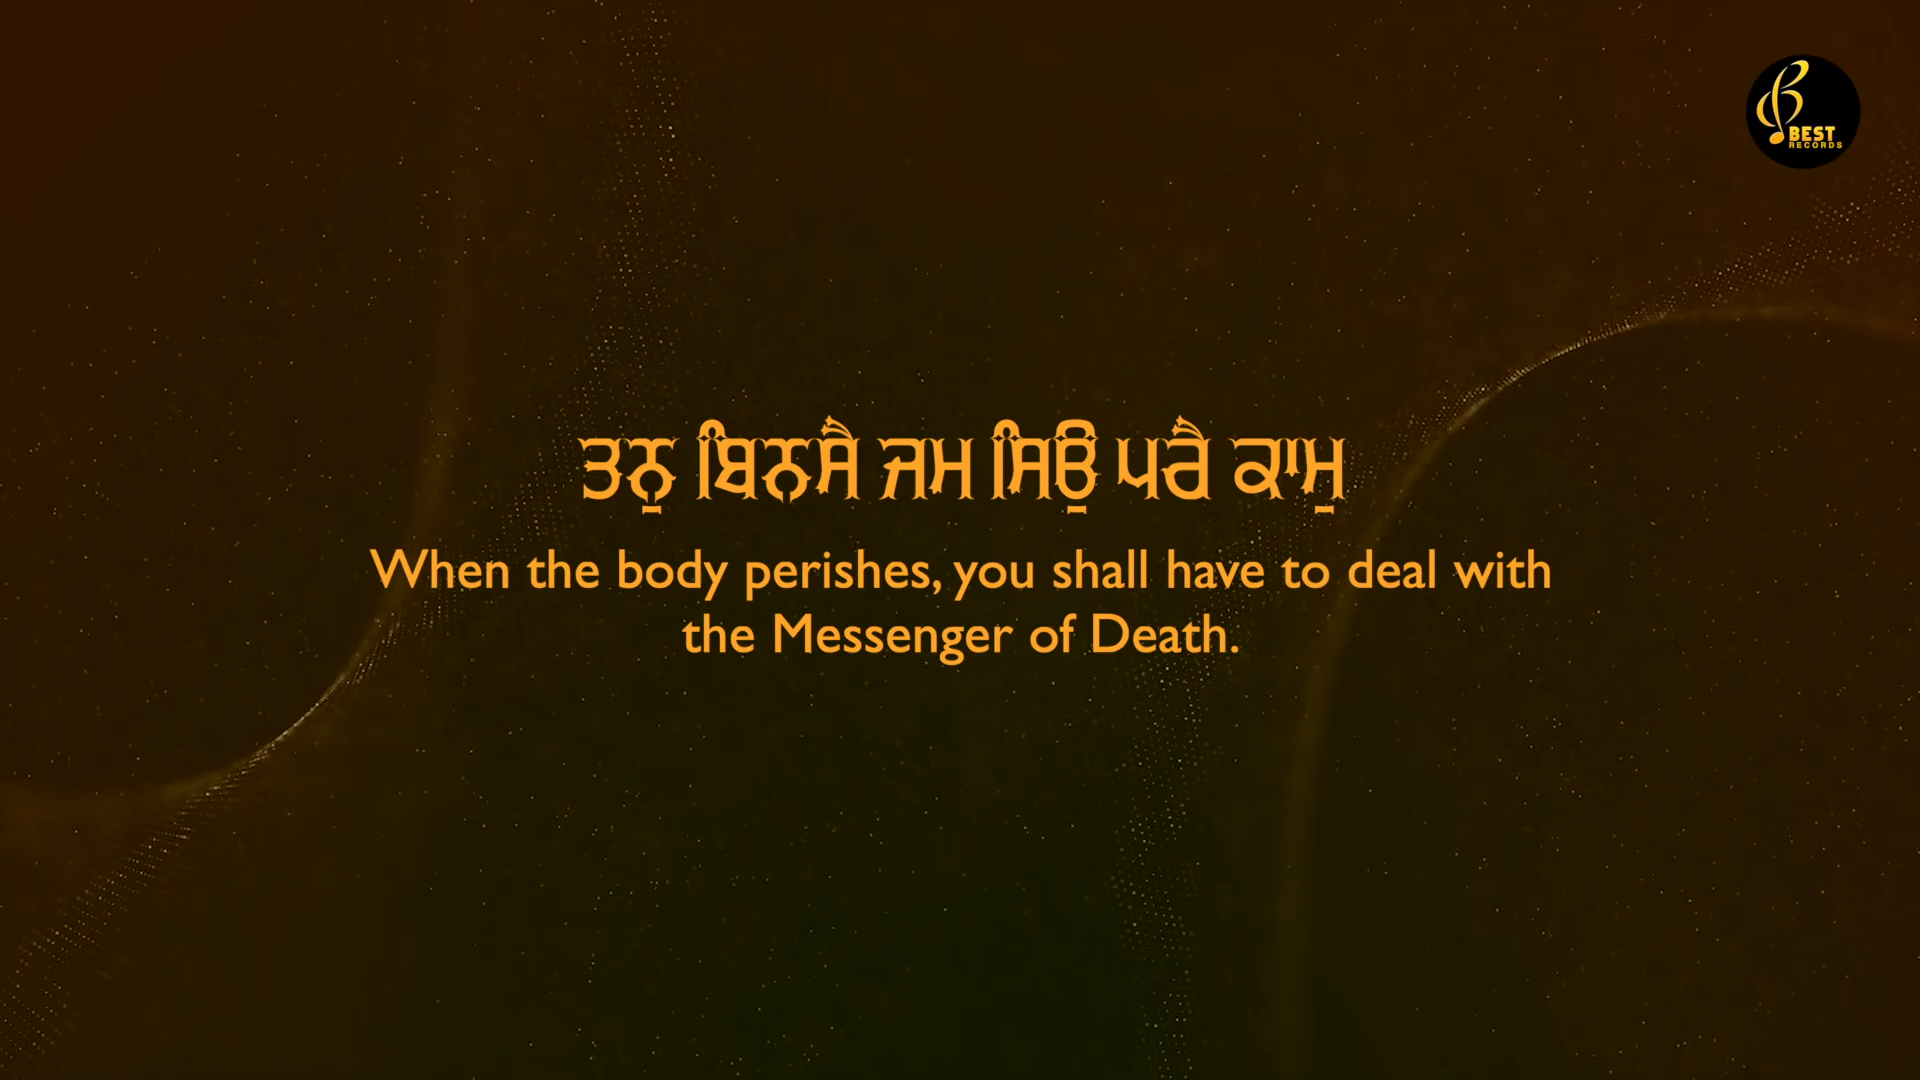 BEST
RECORDS
ਤਨੁ ਬਿਨਸੈ ਜਮ ਸਿਉ ਪਰੈ ਕਾਮੁ
When the body perishes, you shall have to deal with
the Messenger of Death.